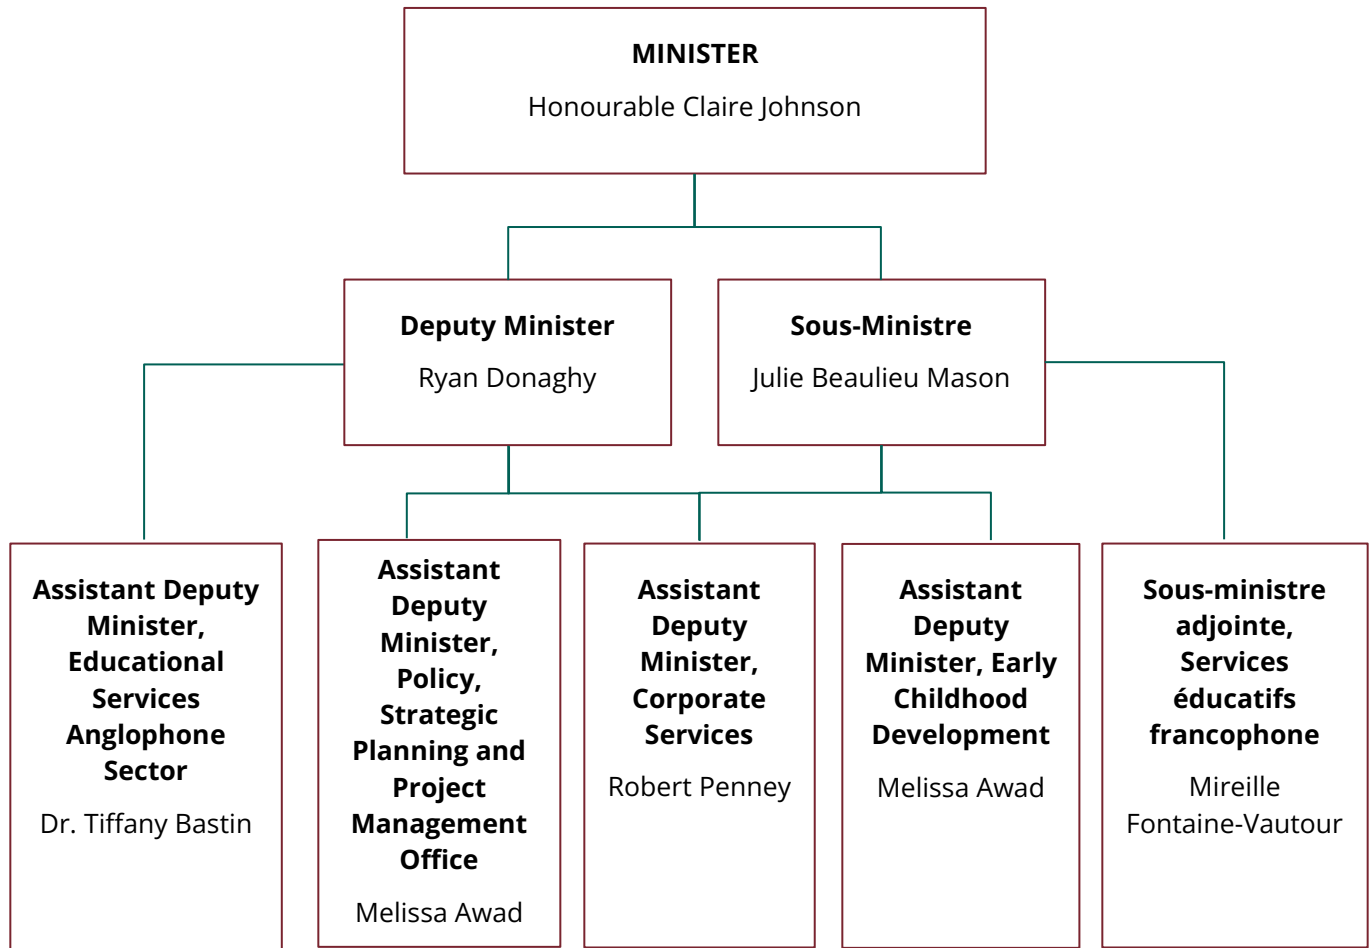 MINISTER
Honourable Claire Johnson
Deputy Minister
Ryan Donaghy
Sous-Ministre
Julie Beaulieu Mason
Assistant Deputy
Minister,
Educational
Services
Anglophone
Sector
Dr. Tiffany Bastin
Assistant
Deputy
Minister,
Policy,
Strategic
Planning and
Project
Management
Office
Melissa Awad
Assistant
Deputy
Minister,
Corporate
Services
Robert Penney
Assistant
Deputy
Minister, Early
Childhood
Development
Melissa Awad
Sous-ministre
adjointe,
Services
éducatifs
francophone
Mireille
Fontaine-Vautour